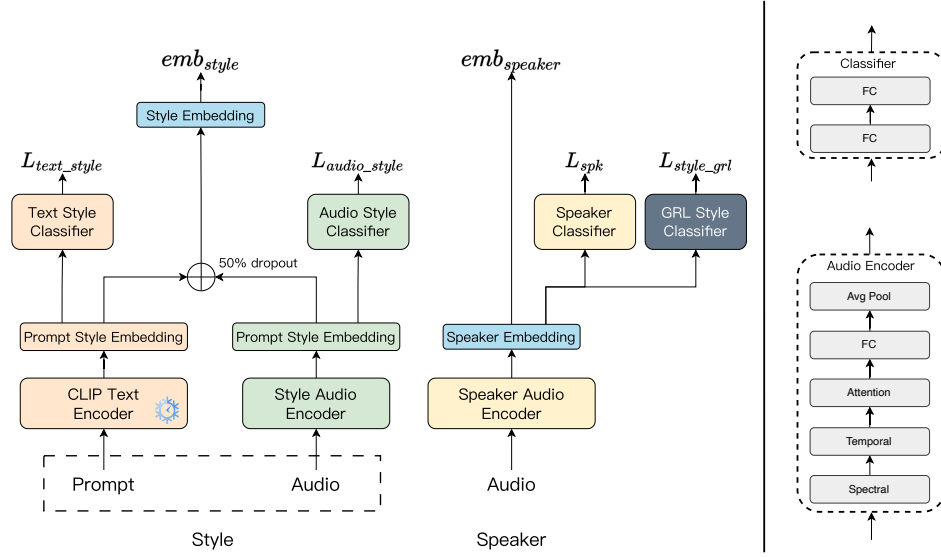 emb_style
Style Embedding
L_text_style
L_audio_style
Text Style
Classifier
Audio Style
Classifier
50% dropout
Prompt Style Embedding
Prompt Style Embedding
CLIP Text
Encoder
Style Audio
Encoder
Prompt
Audio
Style
emb_speaker
L_spk
L_style_grl
Speaker
Classifier
GRL Style
Classifier
Speaker Embedding
Speaker Audio
Encoder
Audio
Speaker
Classifier
FC
FC
Audio Encoder
Avg Pool
FC
Attention
Temporal
Spectral